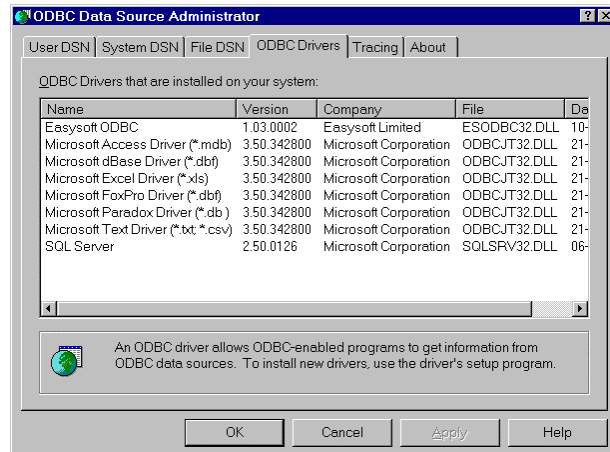 ODBC Data Source Administrator
User DSN System DSN File DSN ODBC Drivers Tracing About
ODBC Drivers that are installed on your system:
Name Version Company File Da
Easysoft ODBC 1.03.0002 Easysoft Limited ESODBC32.DLL 10-
Microsoft Access Driver (*.mdb) 3.50.342800 Microsoft Corporation ODBCJT32.DLL 21-
Microsoft dBase Driver (*.dbf) 3.50.342800 Microsoft Corporation ODBCJT32.DLL 21-
Microsoft Excel Driver (*.xls) 3.50.342800 Microsoft Corporation ODBCJT32.DLL 21-
Microsoft FoxPro Driver (*.dbf) 3.50.342800 Microsoft Corporation ODBCJT32.DLL 21-
Microsoft Paradox Driver (*.db ) 3.50.342800 Microsoft Corporation ODBCJT32.DLL 21-
Microsoft Text Driver (*.txt; *.csv) 3.50.342800 Microsoft Corporation ODBCJT32.DLL 21-
SQL Server 2.50.0126 Microsoft Corporation SQLSRV32.DLL 06-
An ODBC driver allows ODBC-enabled programs to get information from
ODBC data sources. To install new drivers, use the driver's setup program.
OK Cancel Apply Help